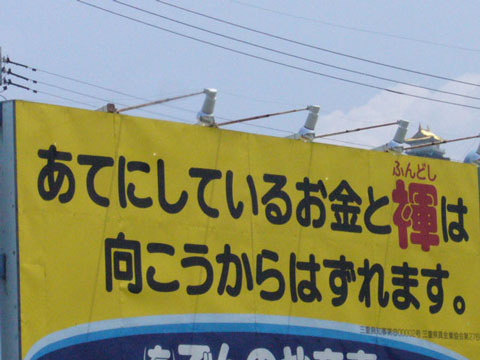 あてにしているお金と褌は
ふんどし
向こうからはずれます。